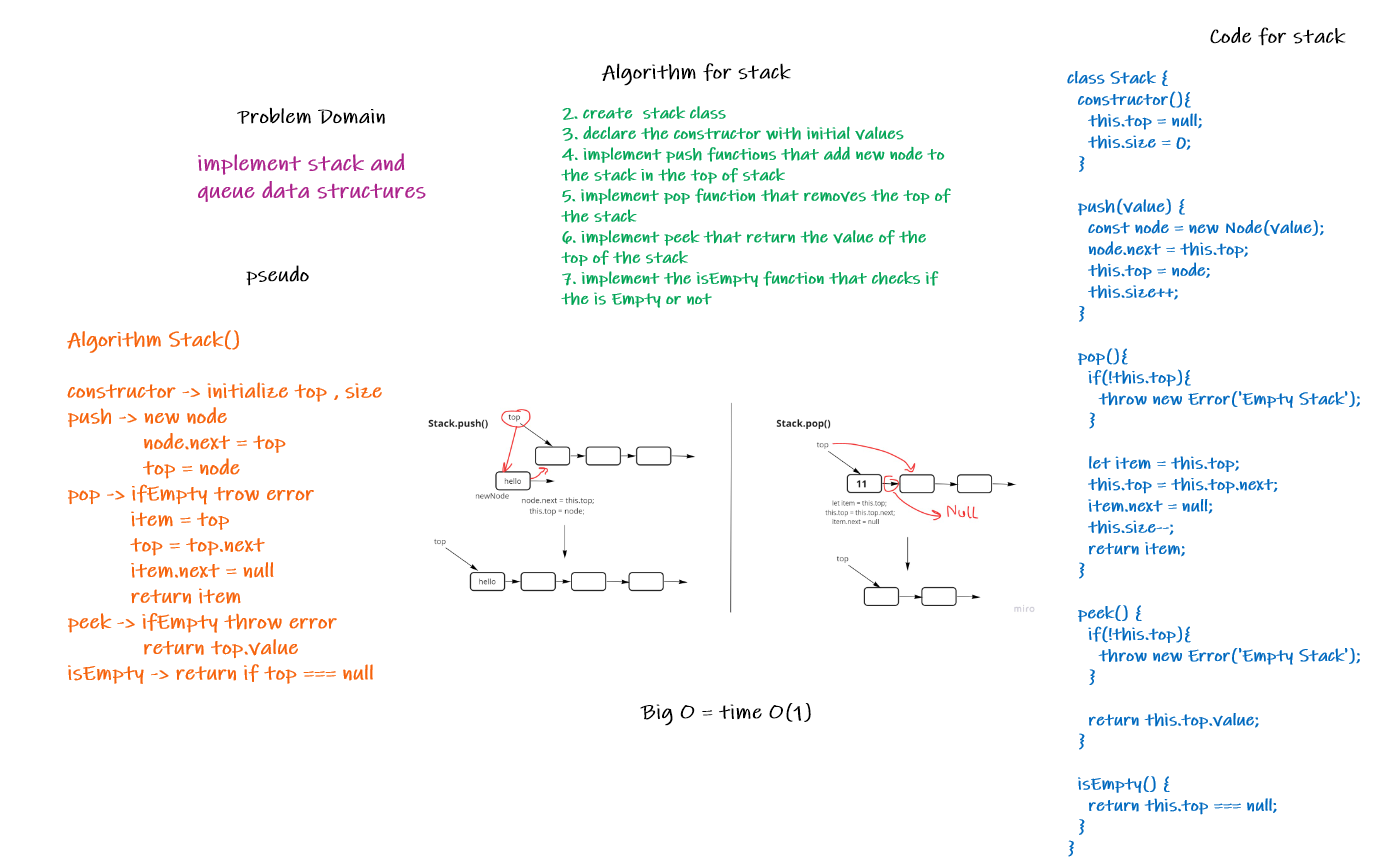 Problem Domain
implement stack and
queue data structures
pseudo
Algorithm Stack()
constructor -> initialize top , size
push -> new node
node.next = top
top = node
pop -> ifEmpty trow error
item = top
top = top.next
item.next = null
return item
peek -> ifEmpty throw error
return top.value
isEmpty -> return if top === null
Algorithm for stack
2. create  stack class
3. declare the constructor with initial values
4. implement push functions that add new node to
the stack in the top of stack
5. implement pop function that removes the top of
the stack
6. implement peek that return the value of the
top of the stack
7. implement the isEmpty function that checks if
the is Empty or not
Stack.push()
top
hello
newNode
node.next = this.top;
this.top = node;
top
hello
Stack.pop()
top
11
let item = this.top;
this.top = this.top.next;
item.next = null
Null
top
miro
Big O = time O(1)
Code for stack
class Stack {
constructor(){
this.top = null;
this.size = 0;
}
push(value) {
const node = new Node(value);
node.next = this.top;
this.top = node;
this.size++;
}
pop(){
if(!this.top){
throw new Error('Empty Stack');
}
let item = this.top;
this.top = this.top.next;
item.next = null;
this.size--;
return item;
}
peek() {
if(!this.top){
throw new Error('Empty Stack');
}
return this.top.value;
}
isEmpty() {
return this.top === null;
}
}